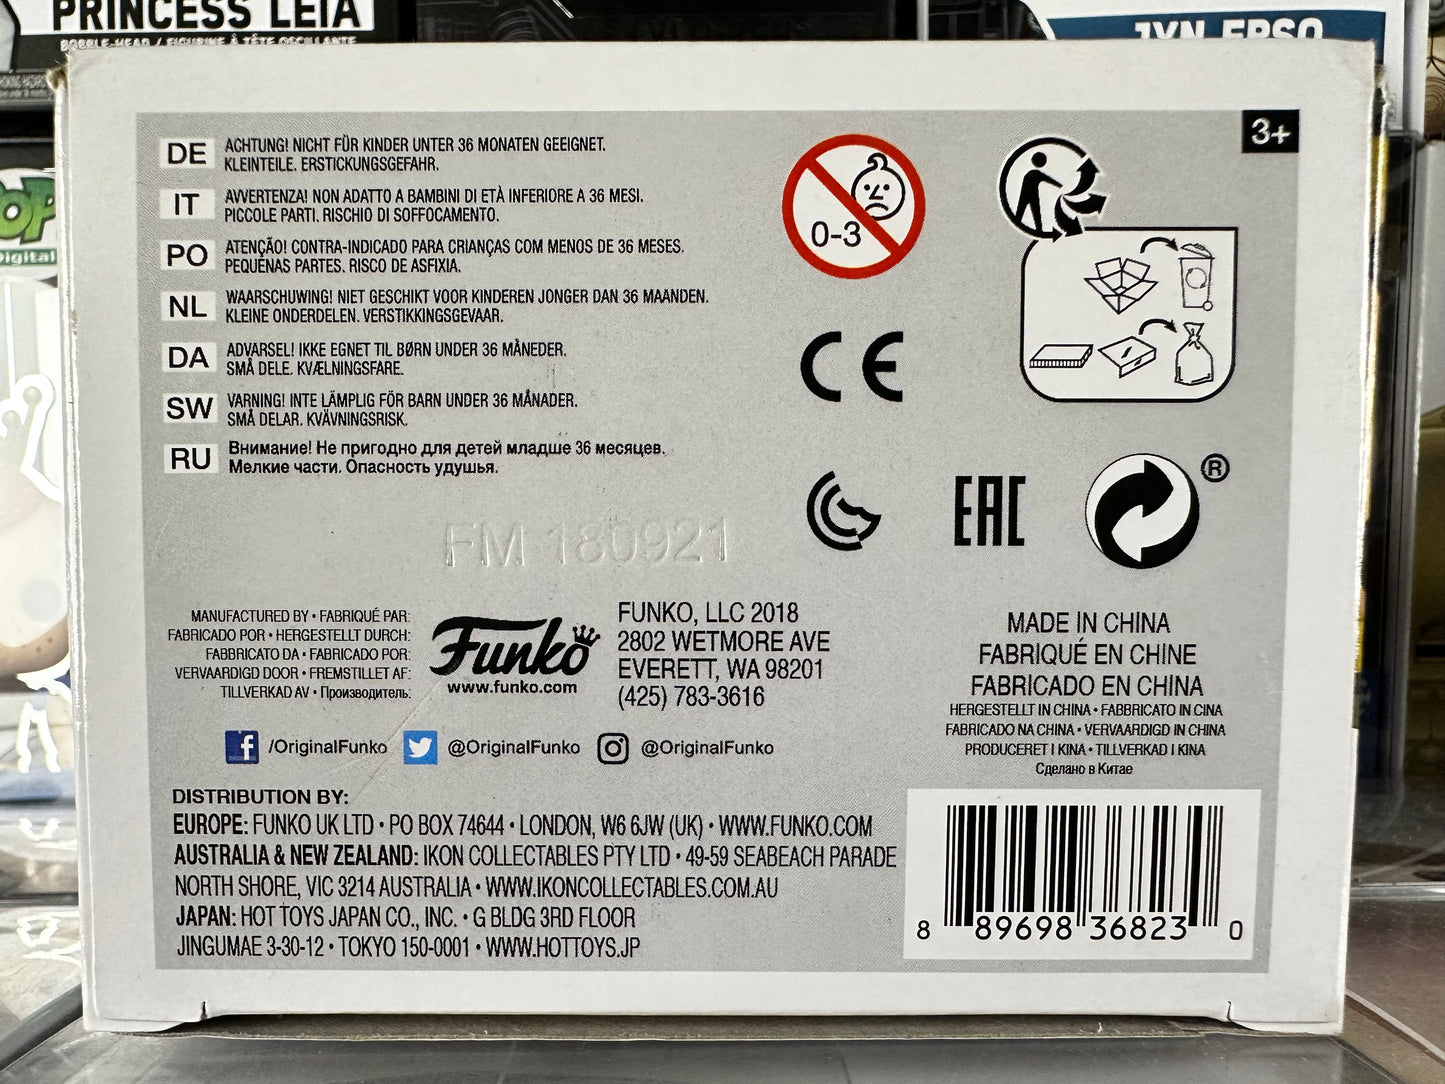 PRINCESS LEIA
BOBBLE-HEAD / FIGURINE À TÊTE OSCILLANTE
JYN ERSO
OP
Digital
3+
DE ACHTUNG! NICHT FÜR KINDER UNTER 36 MONATEN GEEIGNET.
KLEINTEILE. ERSTICKUNGSGEFAHR.
IT AVVERTENZA! NON ADATTO A BAMBINI DI ETÀ INFERIORE A 36 MESI.
PICCOLE PARTI. RISCHIO DI SOFFOCAMENTO.
PO ATENÇÃO! CONTRA-INDICADO PARA CRIANÇAS COM MENOS DE 36 MESES.
PEQUENAS PARTES. RISCO DE ASFIXIA.
NL WAARSCHUWING! NIET GESCHIKT VOOR KINDEREN JONGER DAN 36 MAANDEN.
KLEINE ONDERDELEN. VERSTIKKINGSGEVAAR.
DA ADVARSEL! IKKE EGNET TIL BØRN UNDER 36 MÅNEDER.
SMÅ DELE. KVÆLNINGSFARE.
SW VARNING! INTE LÄMPLIG FÖR BARN UNDER 36 MÅNADER.
SMÅ DELAR. KVÄVNINGSRISK.
RU Внимание! Не пригодно для детей младше 36 месяцев.
Мелкие части. Опасность удушья.
0-3
CE
EAC
®
FM 180921
MANUFACTURED BY • FABRIQUÉ PAR:
FABRICADO POR • HERGESTELLT DURCH:
FABBRICATO DA • FABRICADO POR:
VERVAARDIGD DOOR • FREMSTILLET AF:
TILLVERKAD AV • Производитель:
Funko
www.funko.com
FUNKO, LLC 2018
2802 WETMORE AVE
EVERETT, WA 98201
(425) 783-3616
MADE IN CHINA
FABRIQUÉ EN CHINE
FABRICADO EN CHINA
HERGESTELLT IN CHINA • FABBRICATO IN CINA
FABRICADO NA CHINA • VERVAARDIGD IN CHINA
PRODUCERET I KINA • TILLVERKAD I KINA
Сделано в Китае
/OriginalFunko @OriginalFunko @OriginalFunko
DISTRIBUTION BY:
EUROPE: FUNKO UK LTD • PO BOX 74644 • LONDON, W6 6JW (UK) • WWW.FUNKO.COM
AUSTRALIA & NEW ZEALAND: IKON COLLECTABLES PTY LTD • 49-59 SEABEACH PARADE
NORTH SHORE, VIC 3214 AUSTRALIA • WWW.IKONCOLLECTABLES.COM.AU
JAPAN: HOT TOYS JAPAN CO., INC. • G BLDG 3RD FLOOR
JINGUMAE 3-30-12 • TOKYO 150-0001 • WWW.HOTTOYS.JP
8 89698 36823 0